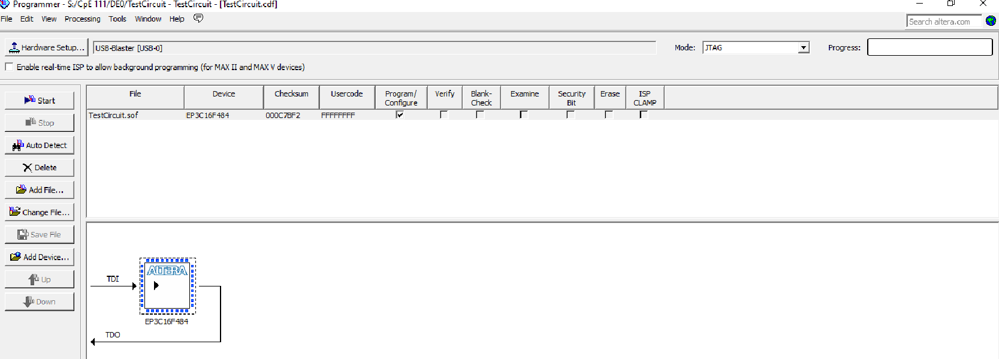 Programmer - S:/CpE 111/DE0/TestCircuit - TestCircuit - [TestCircuit.cdf]
File Edit View Processing Tools Window Help
Search altera.com
Hardware Setup... USB-Blaster [USB-0] Mode: JTAG Progress:
Enable real-time ISP to allow background programming (for MAX II and MAX V devices)
Start
Stop
Auto Detect
Delete
Add File...
Change File...
Save File
Add Device...
Up
Down
File Device Checksum Usercode Program/ Verify Blank- Examine Security Erase ISP
Configure Check Bit CLAMP
TestCircuit.sof EP3C16F484 000C7BF2 FFFFFFFF
ALTERA
TDI
EP3C16F484
TDO